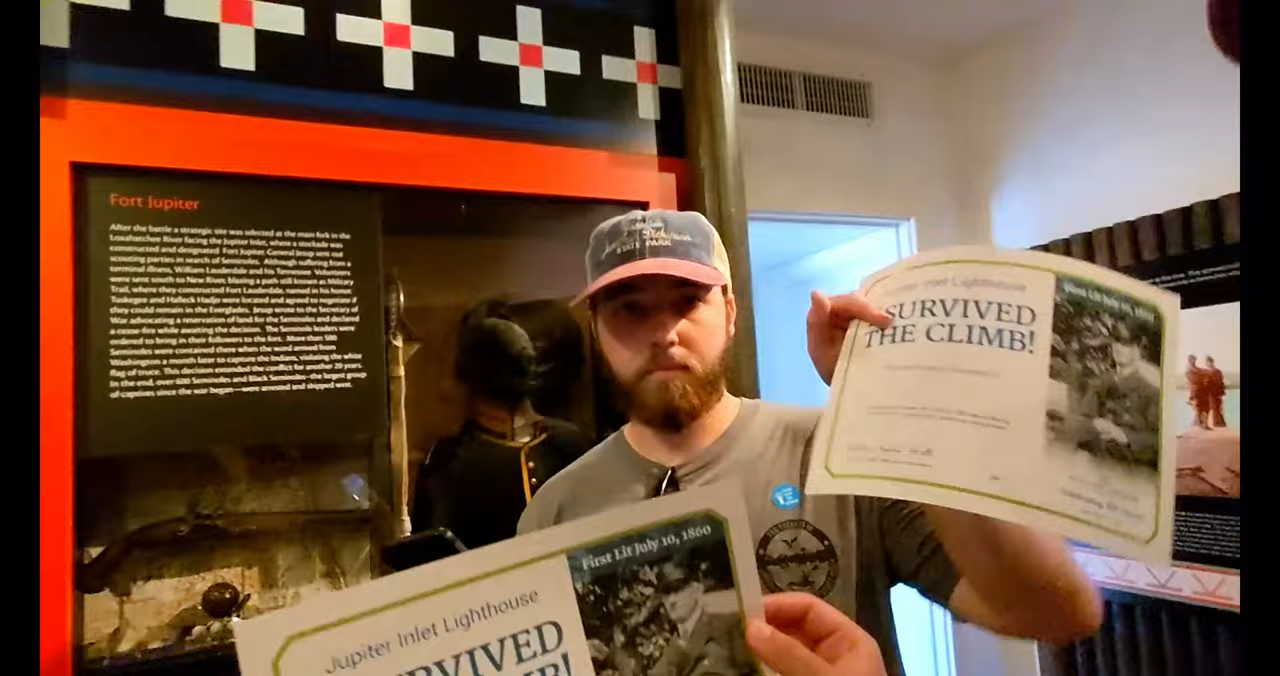 Fort Jupiter
After the battle a strategic site was selected at the main fork in the
Loxahatchee River facing the Jupiter Inlet, where a stockade was
constructed and designated Fort Jupiter. General Jesup sent out
scouting parties in search of Seminoles. Although suffering from a
terminal illness, William Lauderdale and his Tennessee Volunteers
were sent south to New River, blazing a path still known as Military
Trail, where they constructed Fort Lauderdale, named in his honor.
Tuskegee and Halleck Hadjo were located and agreed to negotiate if
they could remain in the Everglades. Jesup wrote to the Secretary of
War advocating a reservation for the Seminoles and declared
a cease-fire while awaiting the decision. The Seminole leaders were
ordered to bring in their followers to the fort. More than 500
Seminoles were contained there when the word arrived from
Washington a month later to capture the Indians, violating the white
flag of truce. This decision extended the conflict for another 20 years.
In the end, over 600 Seminoles and Black Seminoles—the largest group
of captives since the war began—were arrested and shipped west.
STATE PARK
Inlet Lighthouse
SURVIVED
THE CLIMB!
First Lit July 10, 1860
First Lit July 10, 1860
Jupiter Inlet Lighthouse
RVIVED
MB!